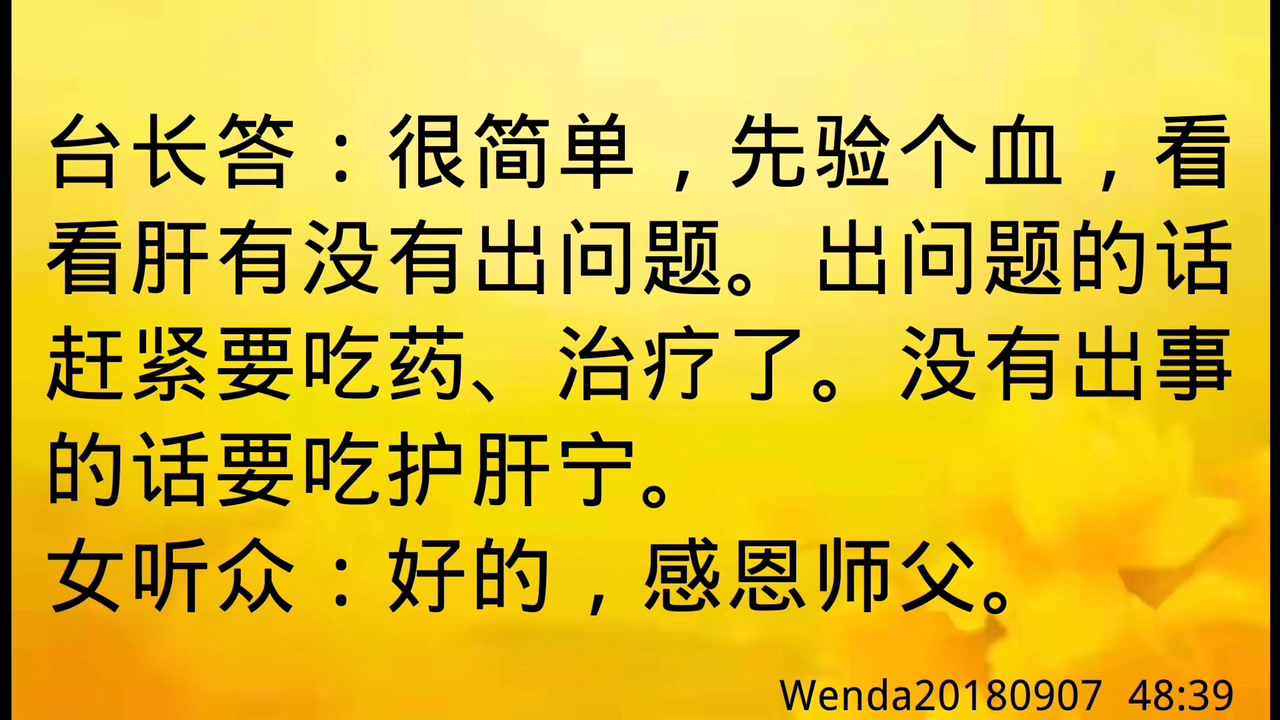 台长答：很简单，先验个血，看
看肝有没有出问题。出问题的话
赶紧要吃药、治疗了。没有出事
的话要吃护肝宁。
女听众：好的，感恩师父。
Wenda20180907 48:39